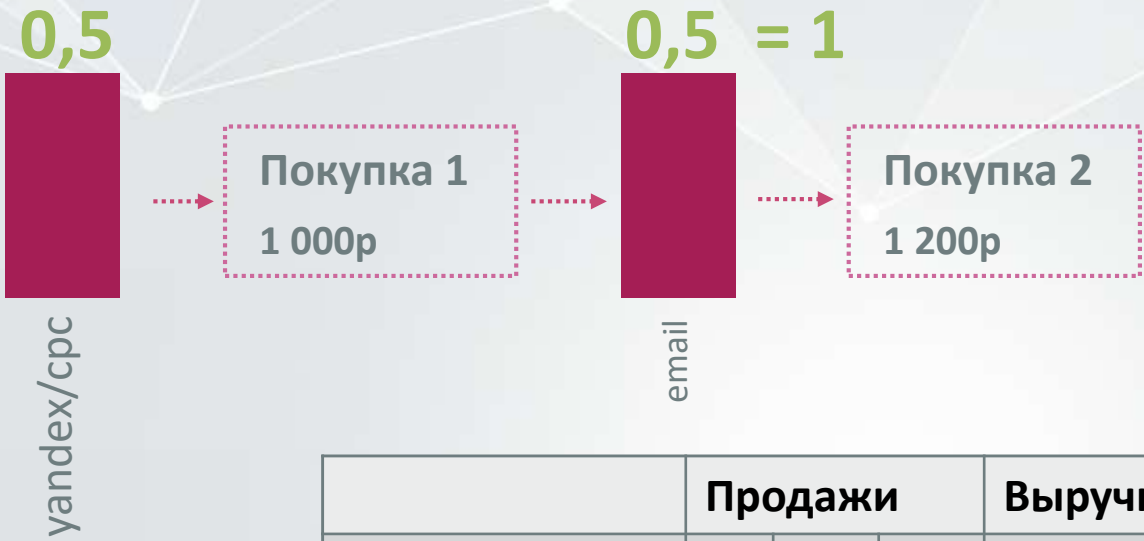 0,5
0,5 = 1
Покупка 1
1 000р
Покупка 2
1 200р
yandex/cpc
email
Продажи